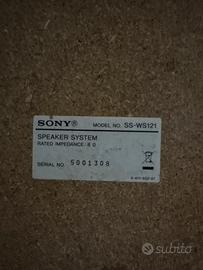 SONY® MODEL NO. SS-WS121
SPEAKER SYSTEM
RATED IMPEDANCE: 8 Ω
SERIAL NO. 5001308
subito